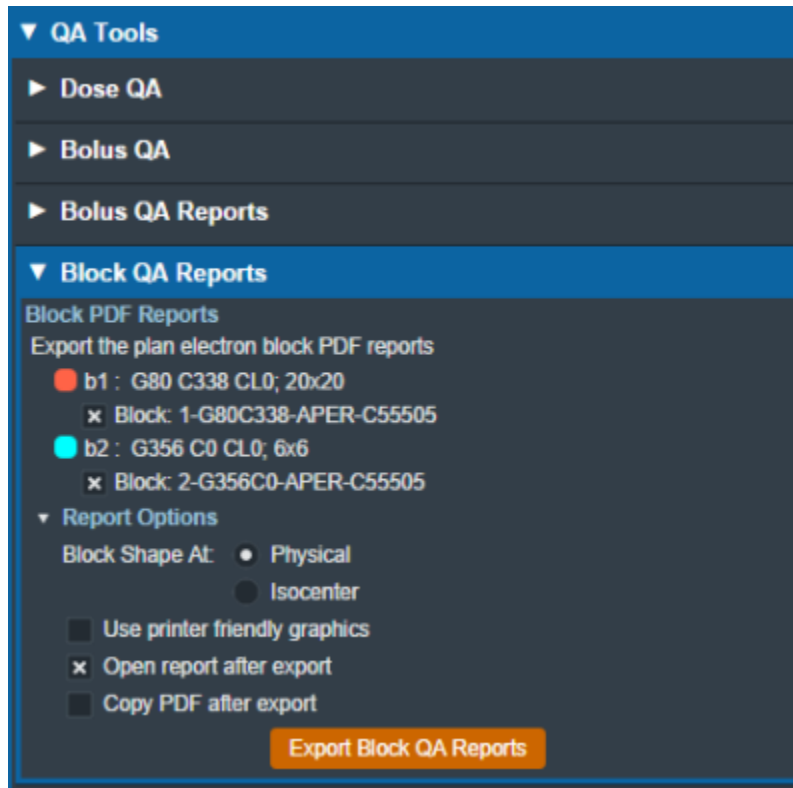 QA Tools
Dose QA
Bolus QA
Bolus QA Reports
Block QA Reports
Block PDF Reports
Export the plan electron block PDF reports
b1 : G80 C338 CL0; 20x20
Block: 1-G80C338-APER-C55505
b2 : G356 C0 CL0; 6x6
Block: 2-G356C0-APER-C55505
Report Options
Block Shape At: Physical
Isocenter
Use printer friendly graphics
Open report after export
Copy PDF after export
Export Block QA Reports